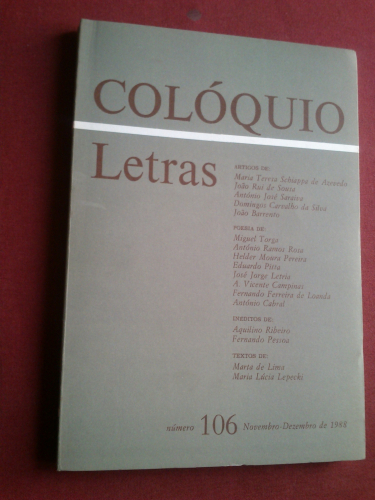 COLÓQUIO
Letras
ARTIGOS DE:
Maria Teresa Schiappa de Azevedo
João Rui de Sousa
António José Saraiva
Domingos Carvalho da Silva
João Barrento
POESIA DE:
Miguel Torga
António Ramos Rosa
Helder Moura Pereira
Eduardo Pitta
José Jorge Letria
A. Vicente Campinas
Fernando Ferreira de Loanda
António Cabral
INÉDITOS DE:
Aquilino Ribeiro
Fernando Pessoa
TEXTOS DE:
Marta de Lima
Maria Lúcia Lepecki
número 106 Novembro-Dezembro de 1988